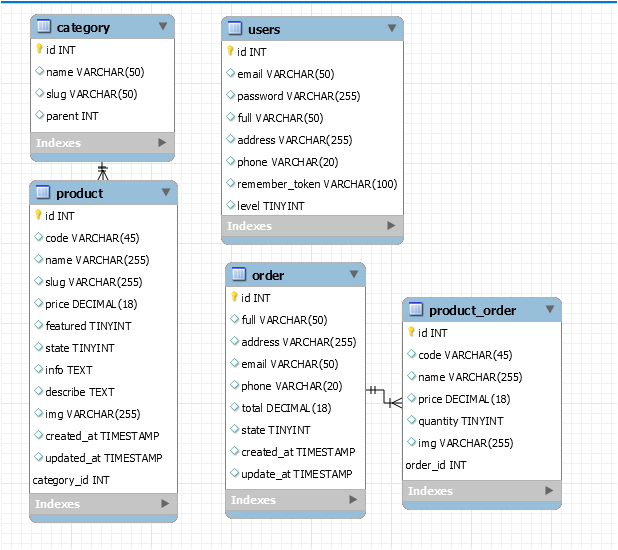 category
id INT
name VARCHAR(50)
slug VARCHAR(50)
parent INT
Indexes
product
id INT
code VARCHAR(45)
name VARCHAR(255)
slug VARCHAR(255)
price DECIMAL(18)
featured TINYINT
state TINYINT
info TEXT
describe TEXT
img VARCHAR(255)
created_at TIMESTAMP
updated_at TIMESTAMP
category_id INT
Indexes
users
id INT
email VARCHAR(50)
password VARCHAR(255)
full VARCHAR(50)
address VARCHAR(255)
phone VARCHAR(20)
remember_token VARCHAR(100)
level TINYINT
Indexes
order
id INT
full VARCHAR(50)
address VARCHAR(255)
email VARCHAR(50)
phone VARCHAR(20)
total DECIMAL(18)
state TINYINT
created_at TIMESTAMP
update_at TIMESTAMP
Indexes
product_order
id INT
code VARCHAR(45)
name VARCHAR(255)
price DECIMAL(18)
quantity TINYINT
img VARCHAR(255)
order_id INT
Indexes